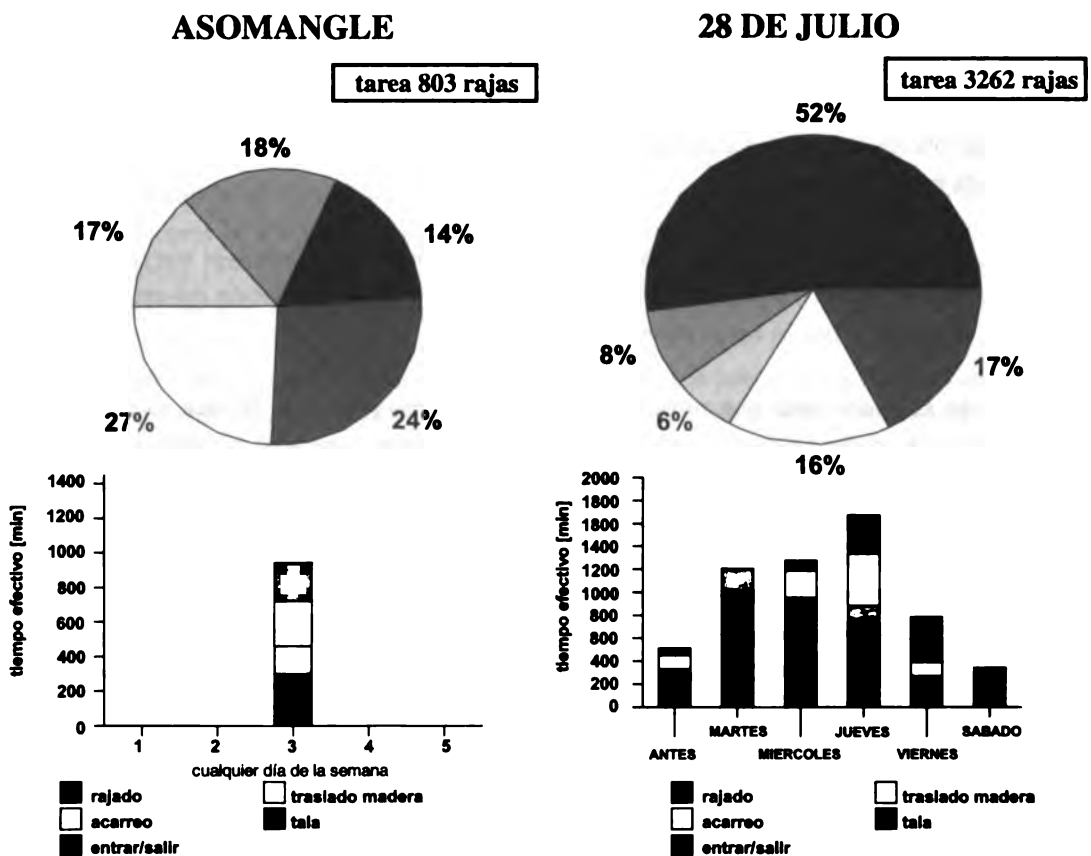 ASOMANGLE
tarea 803 rajas
18%
17%
14%
27%
24%
1400
1200
1000
800
600
400
200
0
tiempo efectivo [min]
1 2 3 4 5
cualquier día de la semana
rajado
traslado madera
acarreo
tala
entrar/salir
28 DE JULIO
tarea 3262 rajas
52%
8%
17%
6%
16%
2000
1800
1800
1400
1200
1000
800
800
400
200
0
tiempo efectivo [min]
MARTES JUEVES SABADO
ANTES MIERCOLES VIERNES
rajado
traslado madera
acarreo
tala
entrar/salir